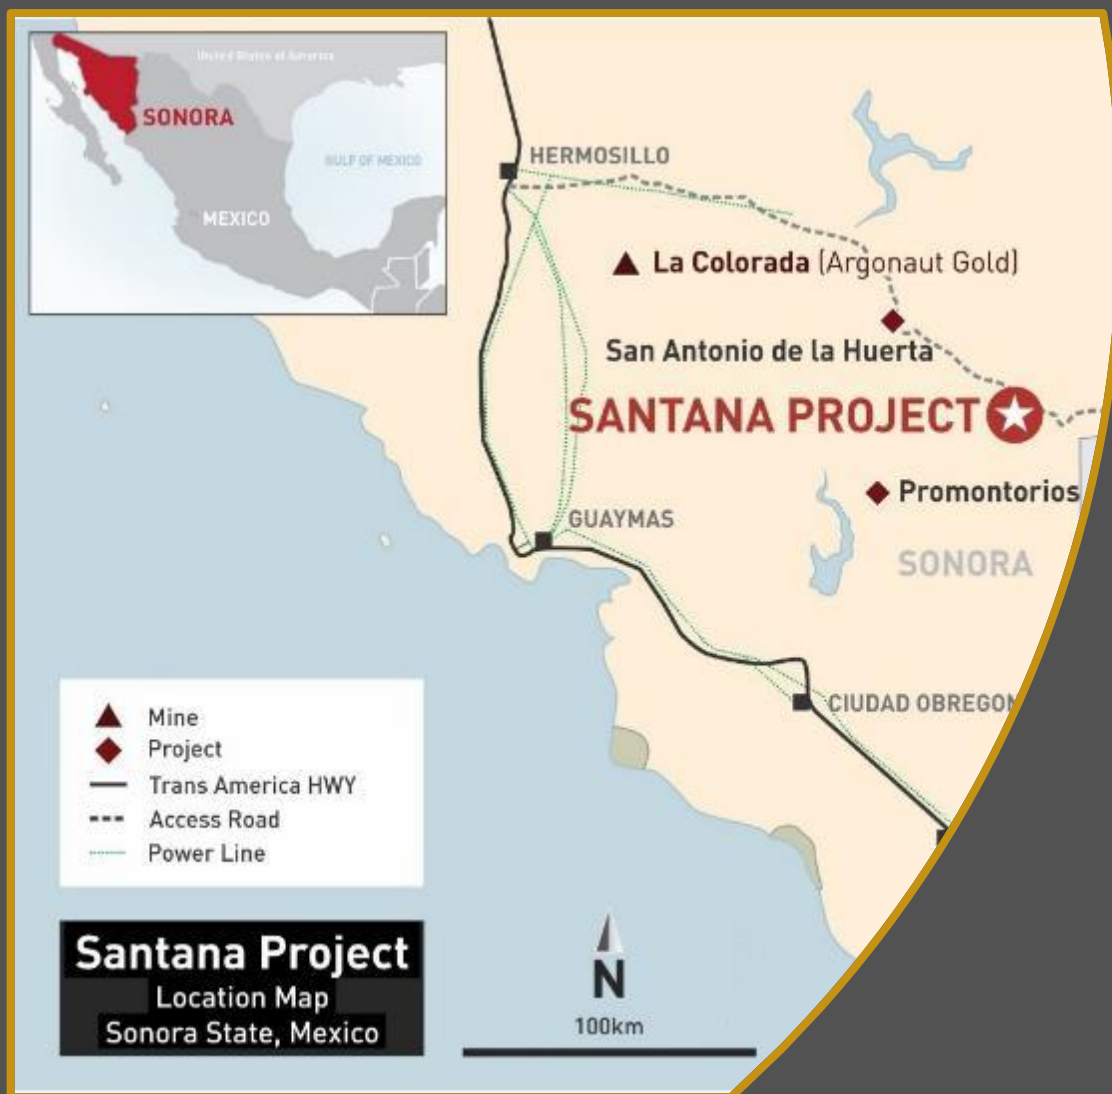 United States of America
SONORA
GULF OF MEXICO
MEXICO
HERMOSILLO
La Colorada (Argonaut Gold)
San Antonio de la Huerta
SANTANA PROJECT
Promontorios
GUAYMAS
SONORA
CIUDAD OBREGON
Mine
Project
Trans America HWY
Access Road
Power Line
Santana Project
Location Map
Sonora State, Mexico
N
100km